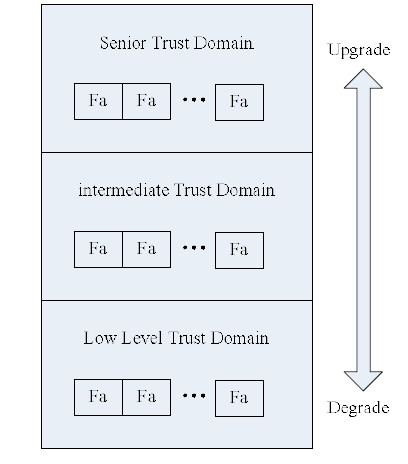 Senior Trust Domain
Upgrade
Fa Fa ••• Fa
intermediate Trust Domain
Fa Fa ••• Fa
Low Level Trust Domain
Fa Fa ••• Fa
Degrade